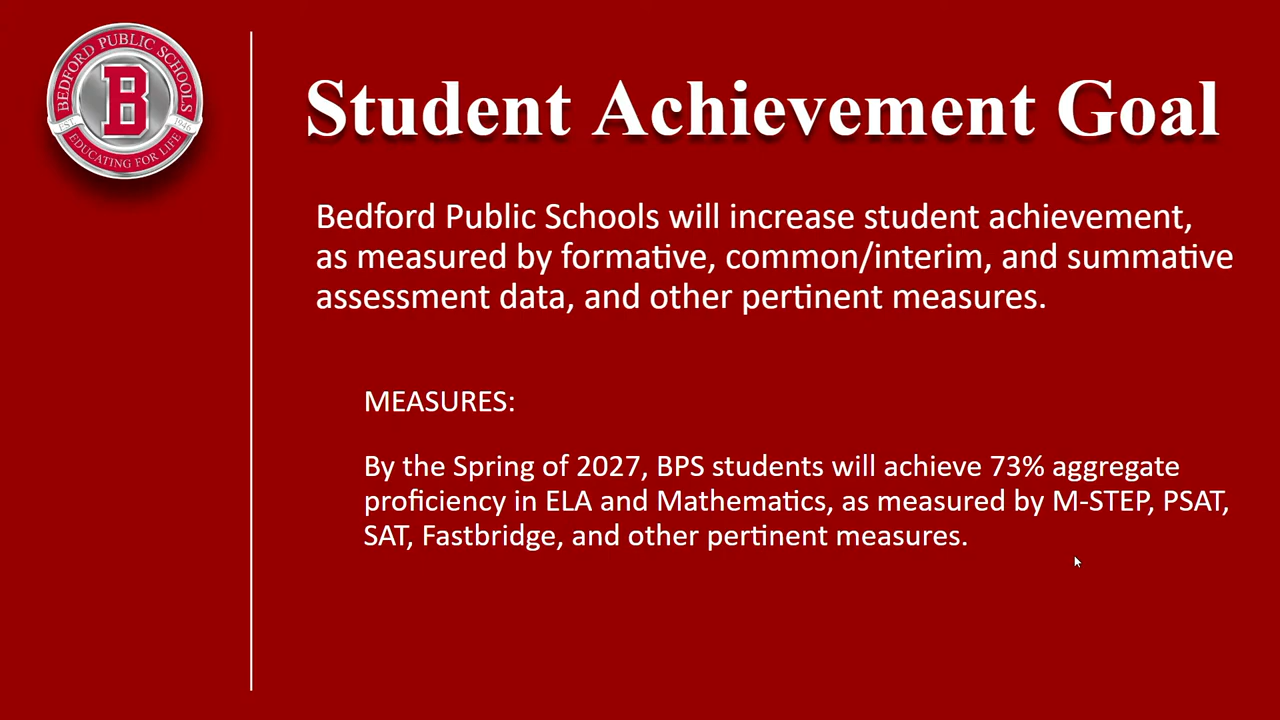 BEDFORD PUBLIC SCHOOLS
B
EST. 1946
EDUCATING FOR LIFE
Student Achievement Goal
Bedford Public Schools will increase student achievement,
as measured by formative, common/interim, and summative
assessment data, and other pertinent measures.
MEASURES:
By the Spring of 2027, BPS students will achieve 73% aggregate
proficiency in ELA and Mathematics, as measured by M-STEP, PSAT,
SAT, Fastbridge, and other pertinent measures.